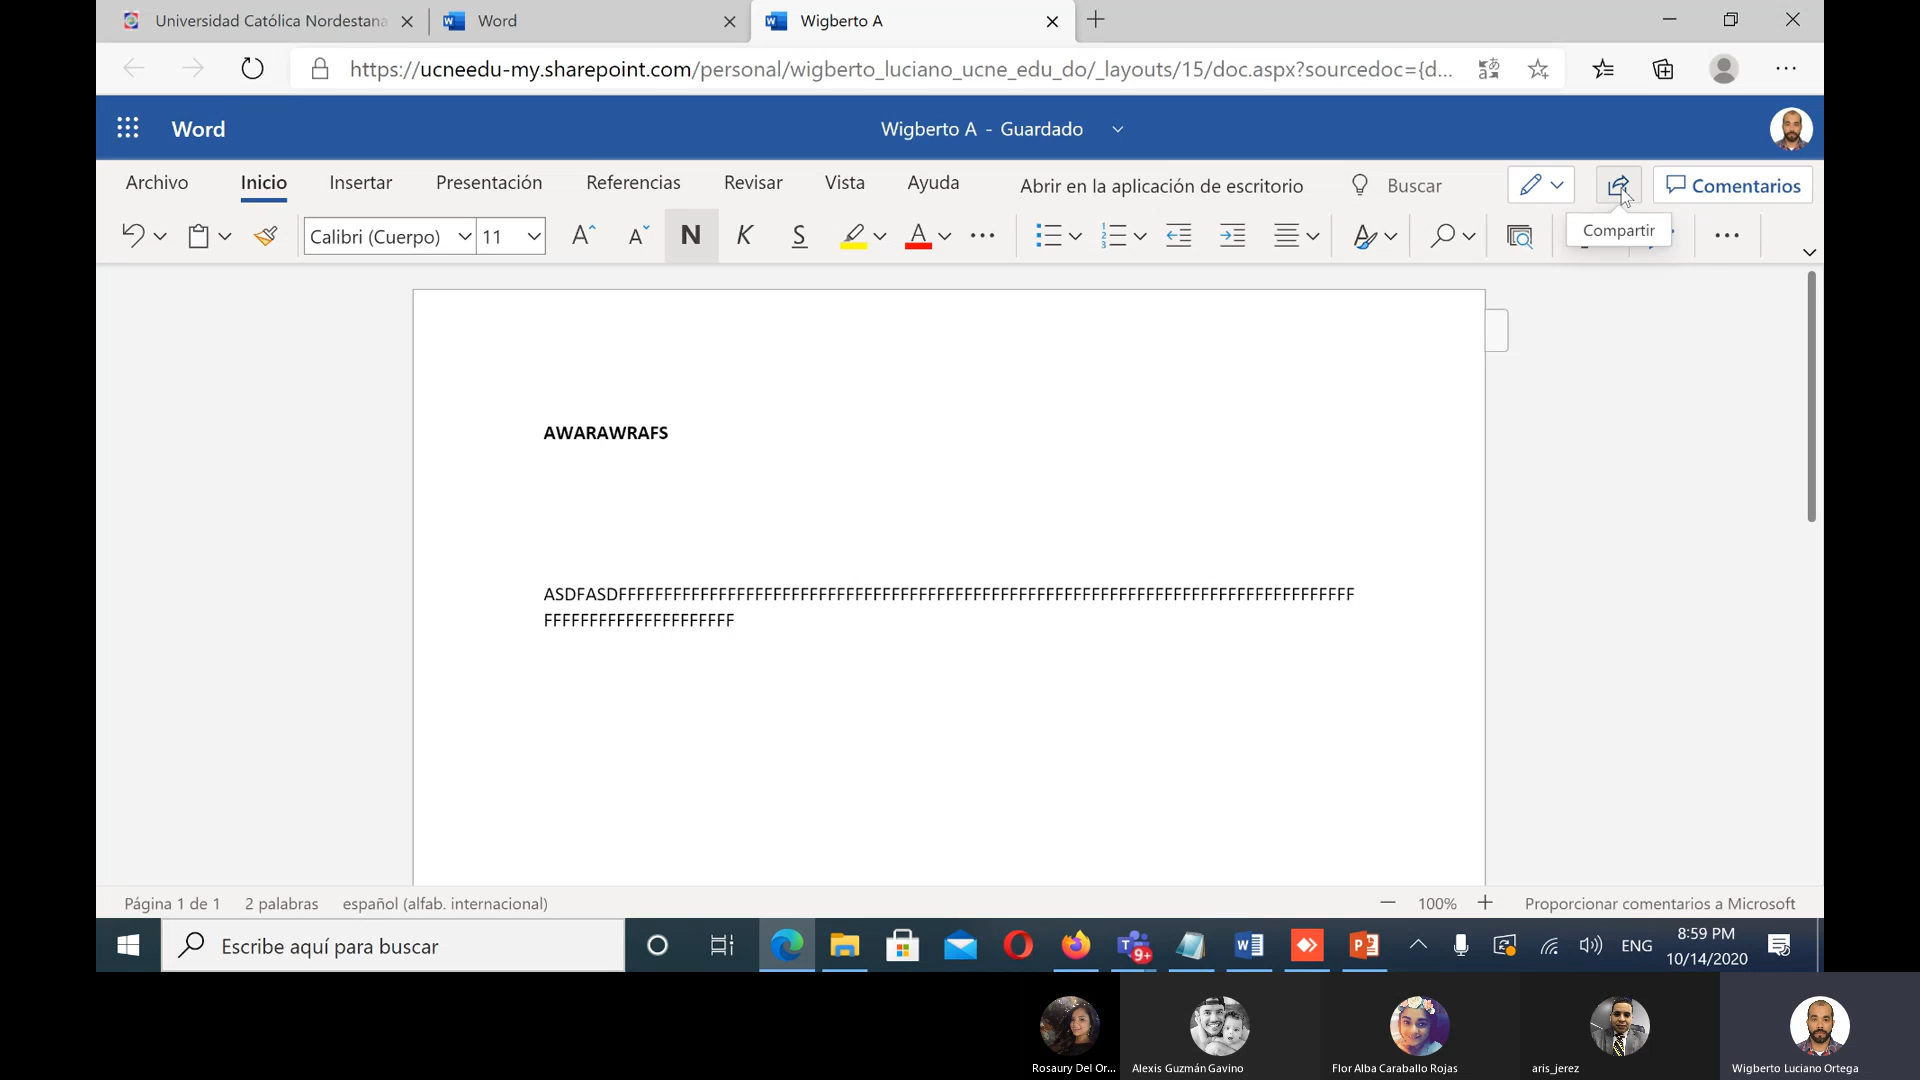 Universidad Católica Nordestana
Word
Wigberto A
https://ucneedu-my.sharepoint.com/personal/wigberto_luciano_ucne_edu_do/_layouts/15/doc.aspx?sourcedoc={d...
Word
Wigberto A - Guardado
Archivo Inicio Insertar Presentación Referencias Revisar Vista Ayuda Abrir en la aplicación de escritorio Buscar Comentarios
Calibri (Cuerpo) 11 N K S A
Compartir
AWARAWRAFS
Página 1 de 1 2 palabras español (alfab. internacional) 100% Proporcionar comentarios a Microsoft
Escribe aquí para buscar
9+
ENG
8:59 PM
10/14/2020
Rosaury Del Or... Alexis Guzmán Gavino Flor Alba Caraballo Rojas aris_jerez Wigberto Luciano Ortega